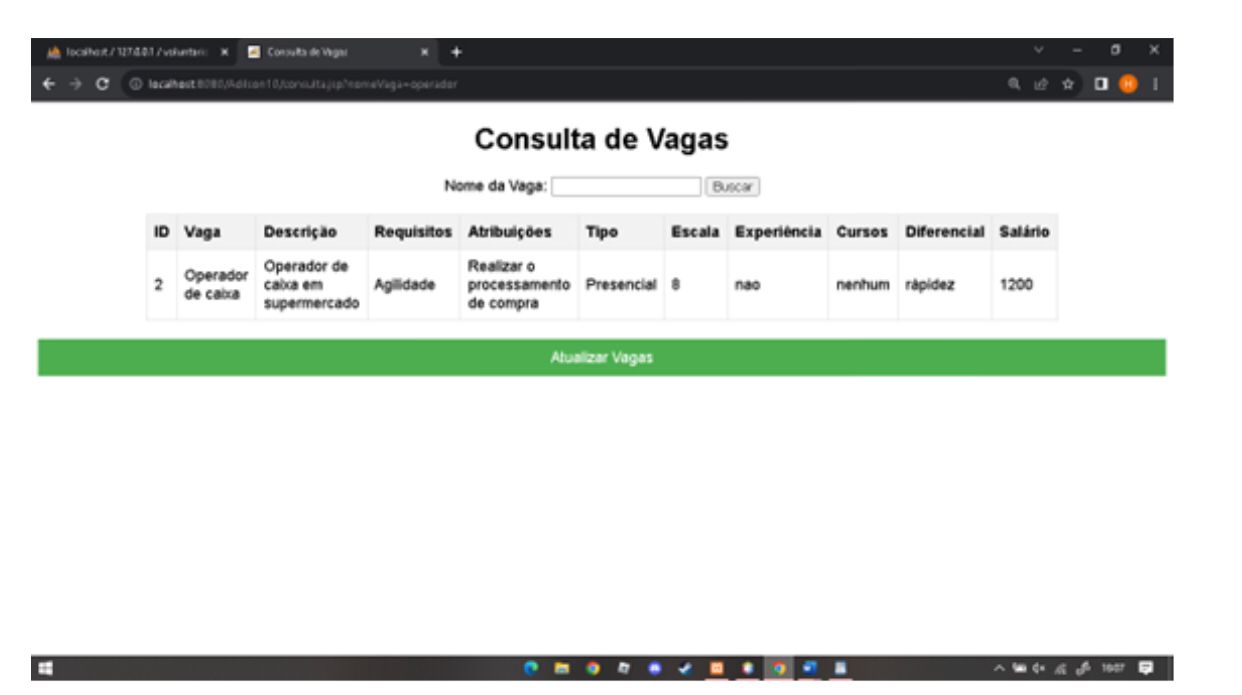 localhost / 127.0.0.1 /
Consulta de Vagas
localhost:8080/Adilson10/consulta.jsp?nomeVaga=operador
Consulta de Vagas
Nome da Vaga: Buscar
ID Vaga Descrição Requisitos Atribuições Tipo Escala Experiência Cursos Diferencial Salário
2 Operador de caixa Operador de caixa em supermercado Agilidade Realizar o processamento de compra Presencial 8 nao nenhum rápidez 1200
Atualizar Vagas
H
16:07